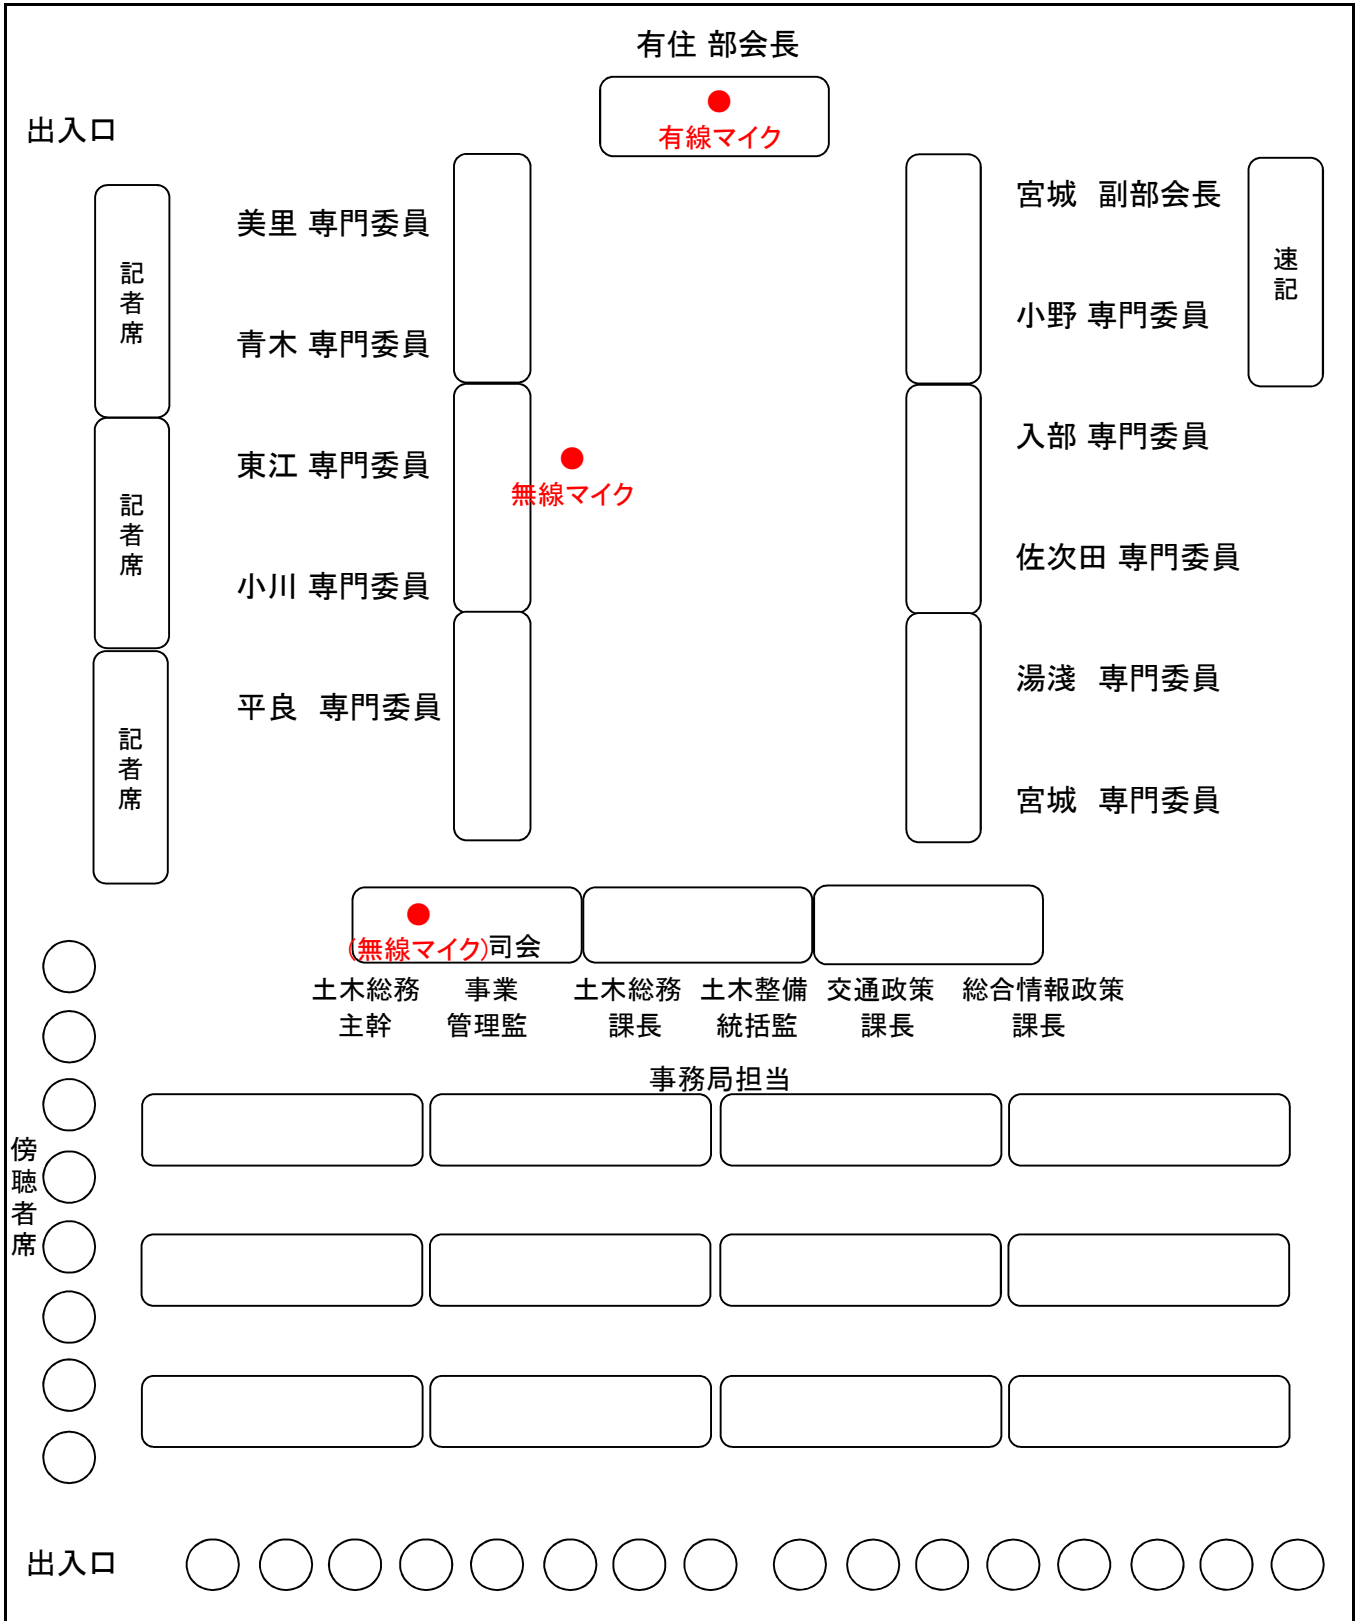 有住 部会長
有線マイク
出入口
美里 専門委員
青木 専門委員
東江 専門委員
小川 専門委員
平良　専門委員
無線マイク
宮城　副部会長
小野 専門委員
入部 専門委員
佐次田 専門委員
湯淺　専門委員
宮城　専門委員
速記
記者席
記者席
記者席
(無線マイク)司会
土木総務 事業 土木総務 土木整備 交通政策 総合情報政策
主幹 管理監 課長 統括監 課長 課長
事務局担当
傍聴者席
出入口